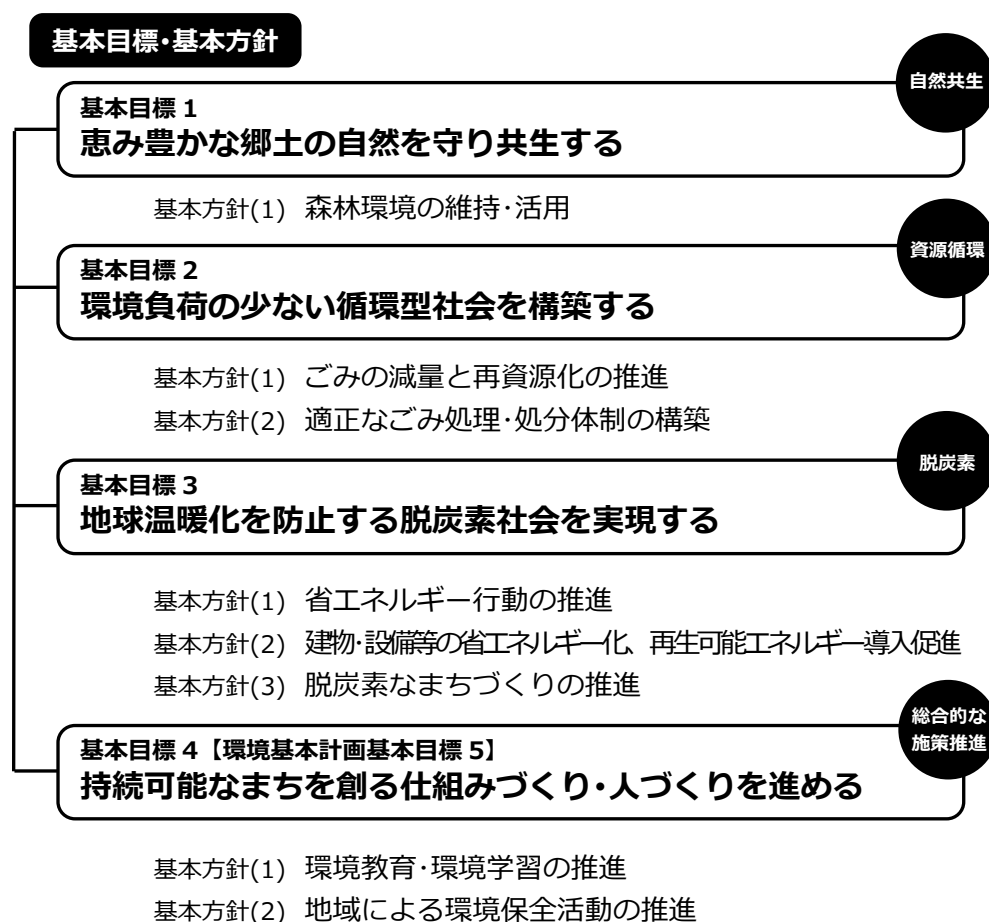 基本目標･基本方針
自然共生
基本目標 1
恵み豊かな郷土の自然を守り共生する
基本方針(1) 森林環境の維持･活用
資源循環
基本目標 2
環境負荷の少ない循環型社会を構築する
基本方針(1) ごみの減量と再資源化の推進
基本方針(2) 適正なごみ処理･処分体制の構築
脱炭素
基本目標 3
地球温暖化を防止する脱炭素社会を実現する
基本方針(1) 省エネルギー行動の推進
基本方針(2) 建物･設備等の省エネルギー化、再生可能エネルギー導入促進
基本方針(3) 脱炭素なまちづくりの推進
総合的な
施策推進
基本目標 4【環境基本計画基本目標 5】
持続可能なまちを創る仕組みづくり･人づくりを進める
基本方針(1) 環境教育･環境学習の推進
基本方針(2) 地域による環境保全活動の推進